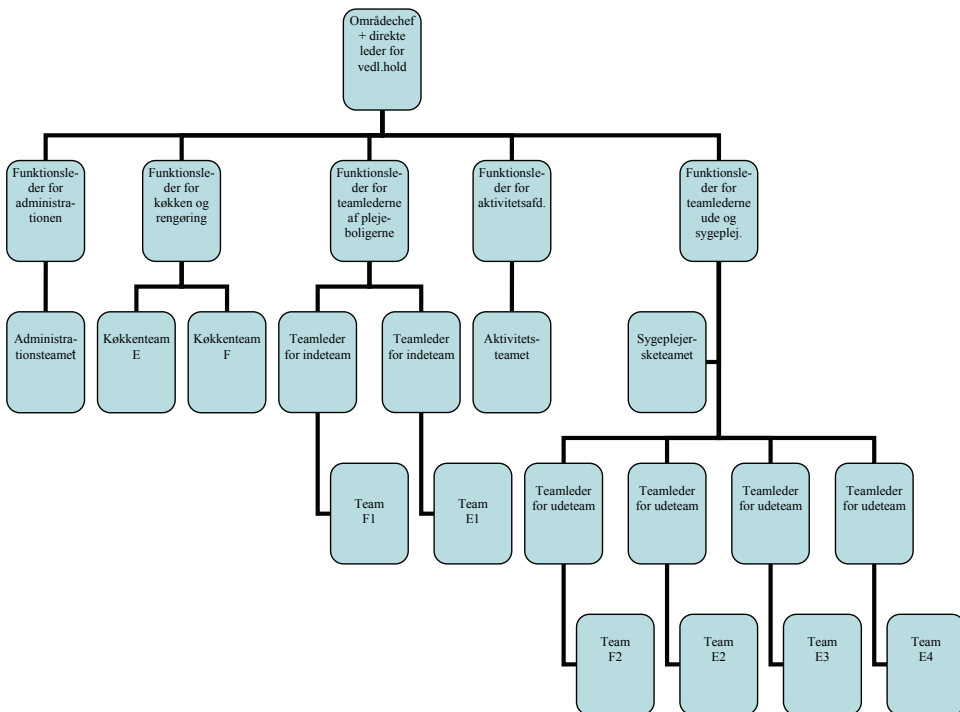 Områdechef
+ direkte
leder for
vedl.hold
Funktionsle-
der for
administra-
tionen
Funktionsle-
der for
køkken og
rengøring
Funktionsle-
der for
teamlederne
af pleje-
boligerne
Funktionsle-
der for
aktivitetsafd.
Funktionsle-
der for
teamlederne
ude og
sygeplej.
Administra-
tionsteamet
Køkkenteam
E
Køkkenteam
F
Teamleder
for indeteam
Teamleder
for indeteam
Aktivitets-
teamet
Sygeplejer-
sketeamet
Teamleder
for udeteam
Teamleder
for udeteam
Teamleder
for udeteam
Teamleder
for udeteam
Team
F1
Team
E1
Team
F2
Team
E2
Team
E3
Team
E4